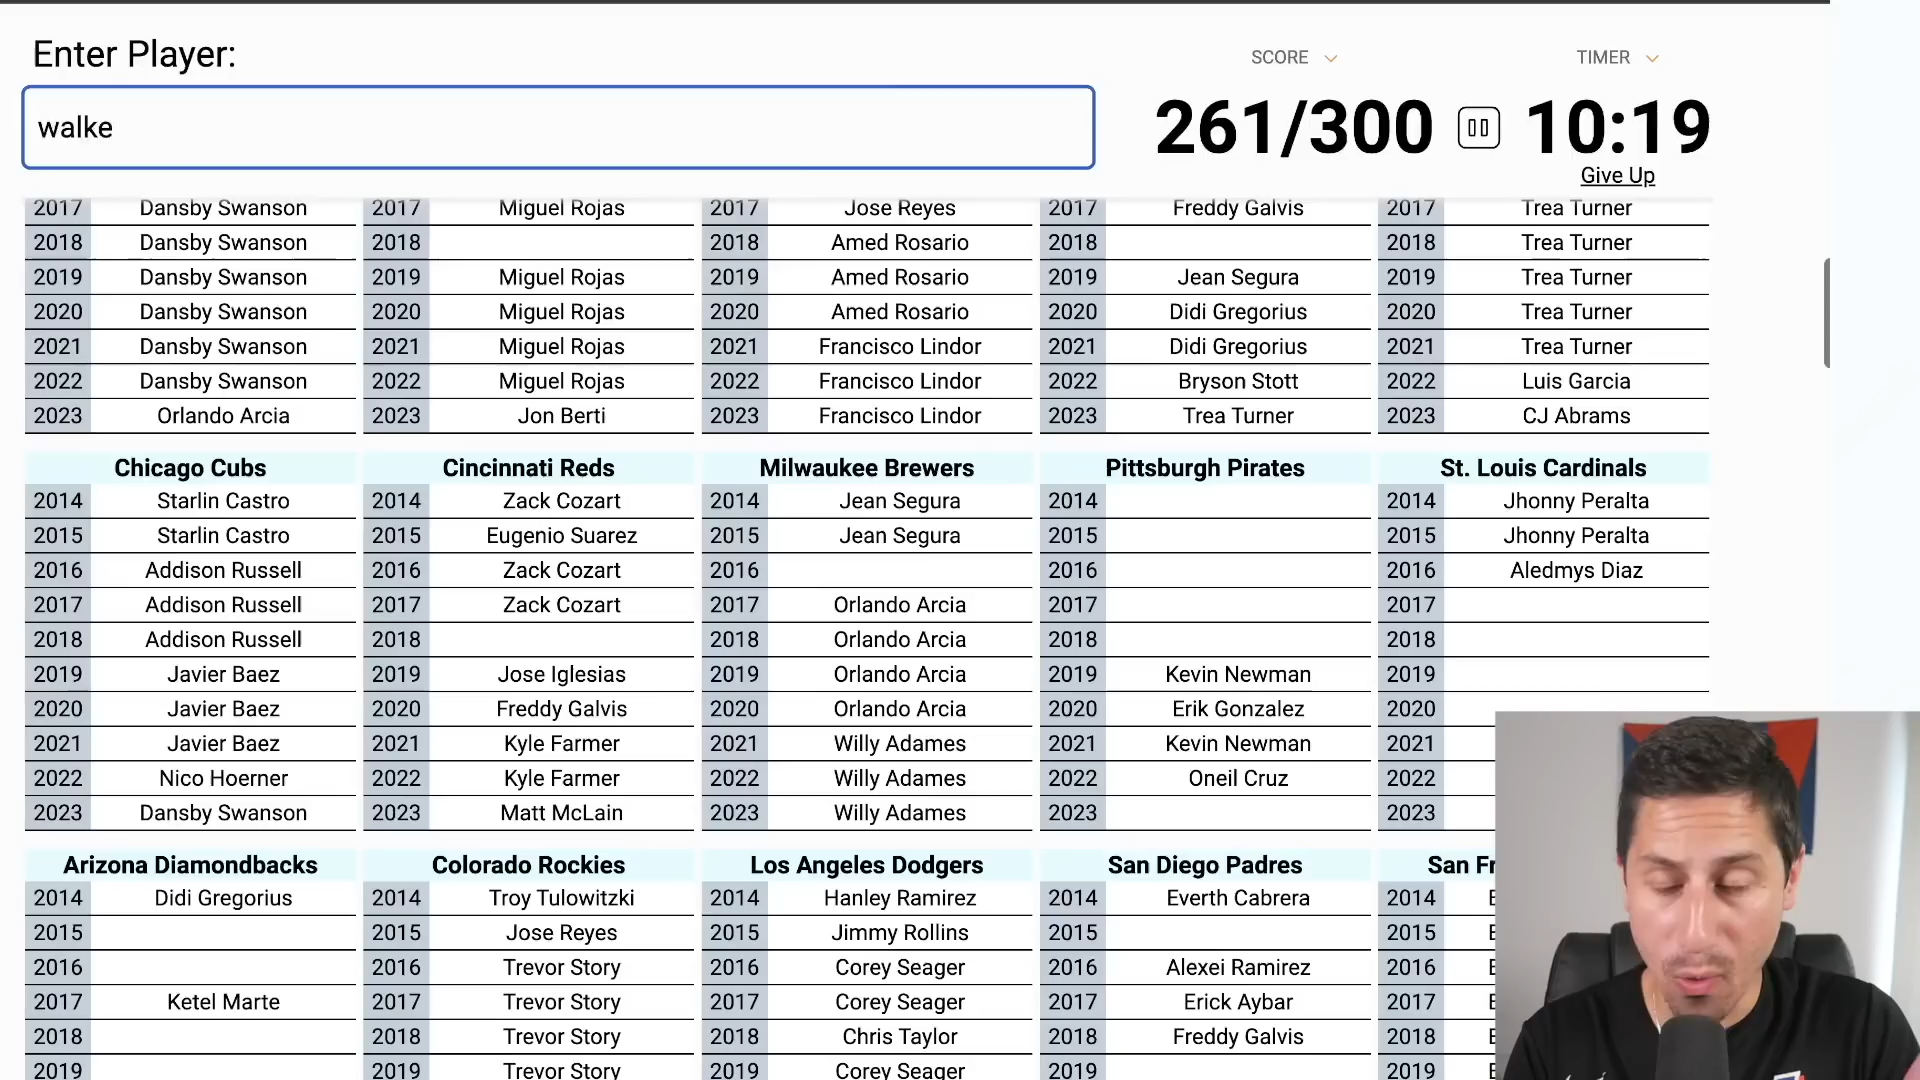 Enter Player:
SCORE
TIMER
walke
261/300
10:19
Give Up
2017 Dansby Swanson 2017 Miguel Rojas 2017 Jose Reyes 2017 Freddy Galvis 2017 Trea Turner
2018 Dansby Swanson 2018 2018 Amed Rosario 2018 2018 Trea Turner
2019 Dansby Swanson 2019 Miguel Rojas 2019 Amed Rosario 2019 Jean Segura 2019 Trea Turner
2020 Dansby Swanson 2020 Miguel Rojas 2020 Amed Rosario 2020 Didi Gregorius 2020 Trea Turner
2021 Dansby Swanson 2021 Miguel Rojas 2021 Francisco Lindor 2021 Didi Gregorius 2021 Trea Turner
2022 Dansby Swanson 2022 Miguel Rojas 2022 Francisco Lindor 2022 Bryson Stott 2022 Luis Garcia
2023 Orlando Arcia 2023 Jon Berti 2023 Francisco Lindor 2023 Trea Turner 2023 CJ Abrams
Chicago Cubs Cincinnati Reds Milwaukee Brewers Pittsburgh Pirates St. Louis Cardinals
2014 Starlin Castro 2014 Zack Cozart 2014 Jean Segura 2014 2014 Jhonny Peralta
2015 Starlin Castro 2015 Eugenio Suarez 2015 Jean Segura 2015 2015 Jhonny Peralta
2016 Addison Russell 2016 Zack Cozart 2016 2016 2016 Aledmys Diaz
2017 Addison Russell 2017 Zack Cozart 2017 Orlando Arcia 2017 2017
2018 Addison Russell 2018 2018 Orlando Arcia 2018 2018
2019 Javier Baez 2019 Jose Iglesias 2019 Orlando Arcia 2019 Kevin Newman 2019
2020 Javier Baez 2020 Freddy Galvis 2020 Orlando Arcia 2020 Erik Gonzalez 2020
2021 Javier Baez 2021 Kyle Farmer 2021 Willy Adames 2021 Kevin Newman 2021
2022 Nico Hoerner 2022 Kyle Farmer 2022 Willy Adames 2022 Oneil Cruz 2022
2023 Dansby Swanson 2023 Matt McLain 2023 Willy Adames 2023 2023
Arizona Diamondbacks Colorado Rockies Los Angeles Dodgers San Diego Padres San Fr
2014 Didi Gregorius 2014 Troy Tulowitzki 2014 Hanley Ramirez 2014 Everth Cabrera 2014
2015 2015 Jose Reyes 2015 Jimmy Rollins 2015 2015
2016 2016 Trevor Story 2016 Corey Seager 2016 Alexei Ramirez 2016
2017 Ketel Marte 2017 Trevor Story 2017 Corey Seager 2017 Erick Aybar 2017
2018 2018 Trevor Story 2018 Chris Taylor 2018 Freddy Galvis 2018
2019 2019 Trevor Story 2019 Corey Seager 2019 2019